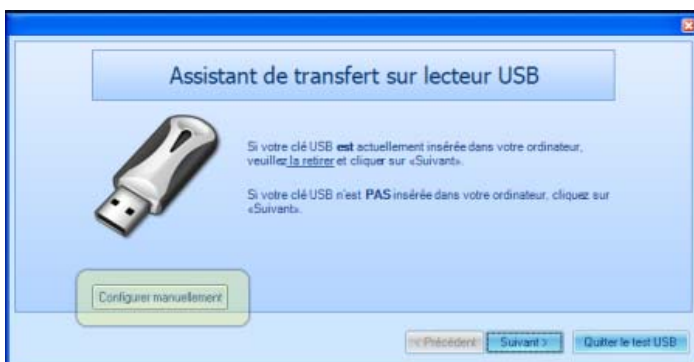 Assistant de transfert sur lecteur USB
Si votre clé USB est actuellement insérée dans votre ordinateur,
veuillez la retirer et cliquer sur «Suivant».
Si votre clé USB n'est PAS insérée dans votre ordinateur, cliquez sur
«Suivant».
Configurer manuellement
< Précédent Suivant > Quitter le test USB